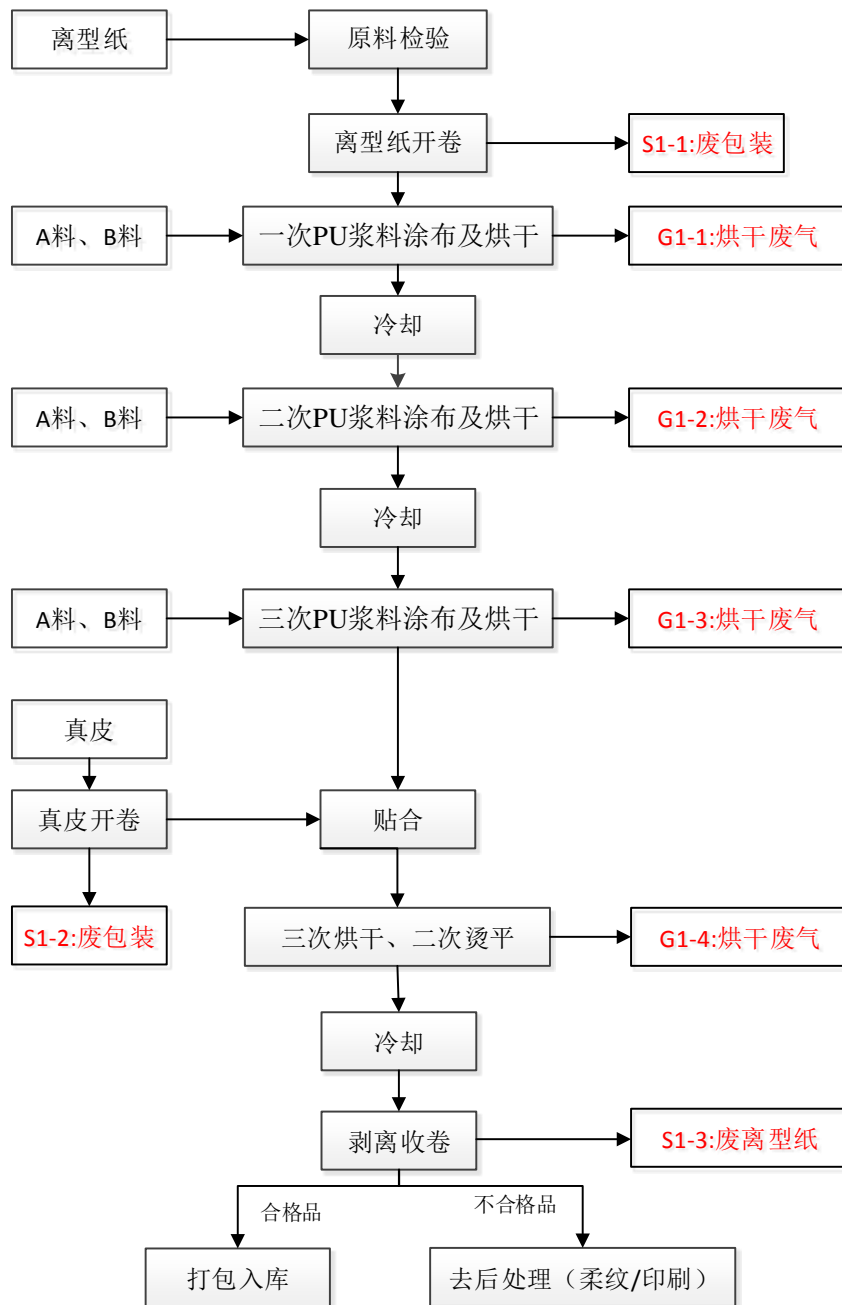 离型纸
原料检验
离型纸开卷
S1-1:废包装
A料、B料
一次PU浆料涂布及烘干
G1-1:烘干废气
冷却
A料、B料
二次PU浆料涂布及烘干
G1-2:烘干废气
冷却
A料、B料
三次PU浆料涂布及烘干
G1-3:烘干废气
真皮
真皮开卷
贴合
S1-2:废包装
三次烘干、二次烫平
G1-4:烘干废气
冷却
剥离收卷
S1-3:废离型纸
合格品
不合格品
打包入库
去后处理（柔纹/印刷）